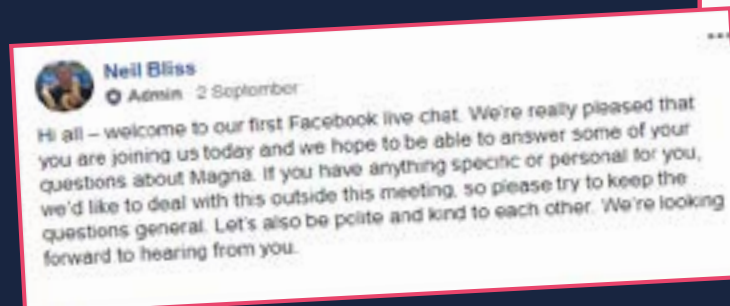 Neil Bliss
Admin 2 September
Hi all – welcome to our first Facebook live chat. We're really pleased that
you are joining us today and we hope to be able to answer some of your
questions about Magna. If you have anything specific or personal for you,
we'd like to deal with this outside this meeting, so please try to keep the
questions general. Let's also be polite and kind to each other. We're looking
forward to hearing from you.